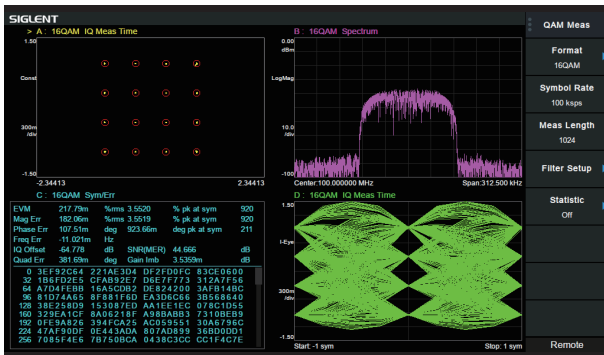 SIGLENT
> A : 16QAM IQ Meas Time
1.50
Const
300m
/div
-1.50
-2.34413 2.34413
B : 16QAM Spectrum
0.00
dBm
LogMag
10.0
/div
-100
Center:100.000000 kHz Span:312.500 kHz
C : 16QAM Sym/Err
EVM 217.79m %rms 3.5520 % pk at sym 920
Mag Err 182.06m %rms 3.5519 % pk at sym 920
Phase Err 107.51m deg 923.66m deg pk at sym 211
Freq Err -11.021m Hz
IQ Offset -64.778 dB SNR(MER) 44.666 dB
Quad Err 381.69m deg Gain Imb 3.5359m dB
0 3EF92C64 221AE3D4 DF2FD0FC 83CE0600
32 1B6FD2E5 CFAB92E7 D6E7F773 312A7F56
64 A7D4FEBB 16A5CDB2 DE824200 3AFB14BC
96 81D74A65 8F881F6D EA3D6C66 3B568640
128 38E258D9 153087ED AA1EE1EC 078C1D55
160 329EA1CF 8A06218F A98BABB3 7310BEB9
192 0FE9A826 394FCA25 AC059551 30A6796C
224 47AF90DF 0E443ADA 807AD899 36BD0DD1
256 7085F4E6 7B750BCA 0438C3CC CC1F4C7E
D : 16QAM IQ Meas Time
1.50
I-Eye
300m
/div
-1.50
Start:-1 sym Stop: 1 sym
QAM Meas
Format
16QAM
Symbol Rate
100 ksps
Meas Length
1024
Filter Setup
Statistic
Off
Remote